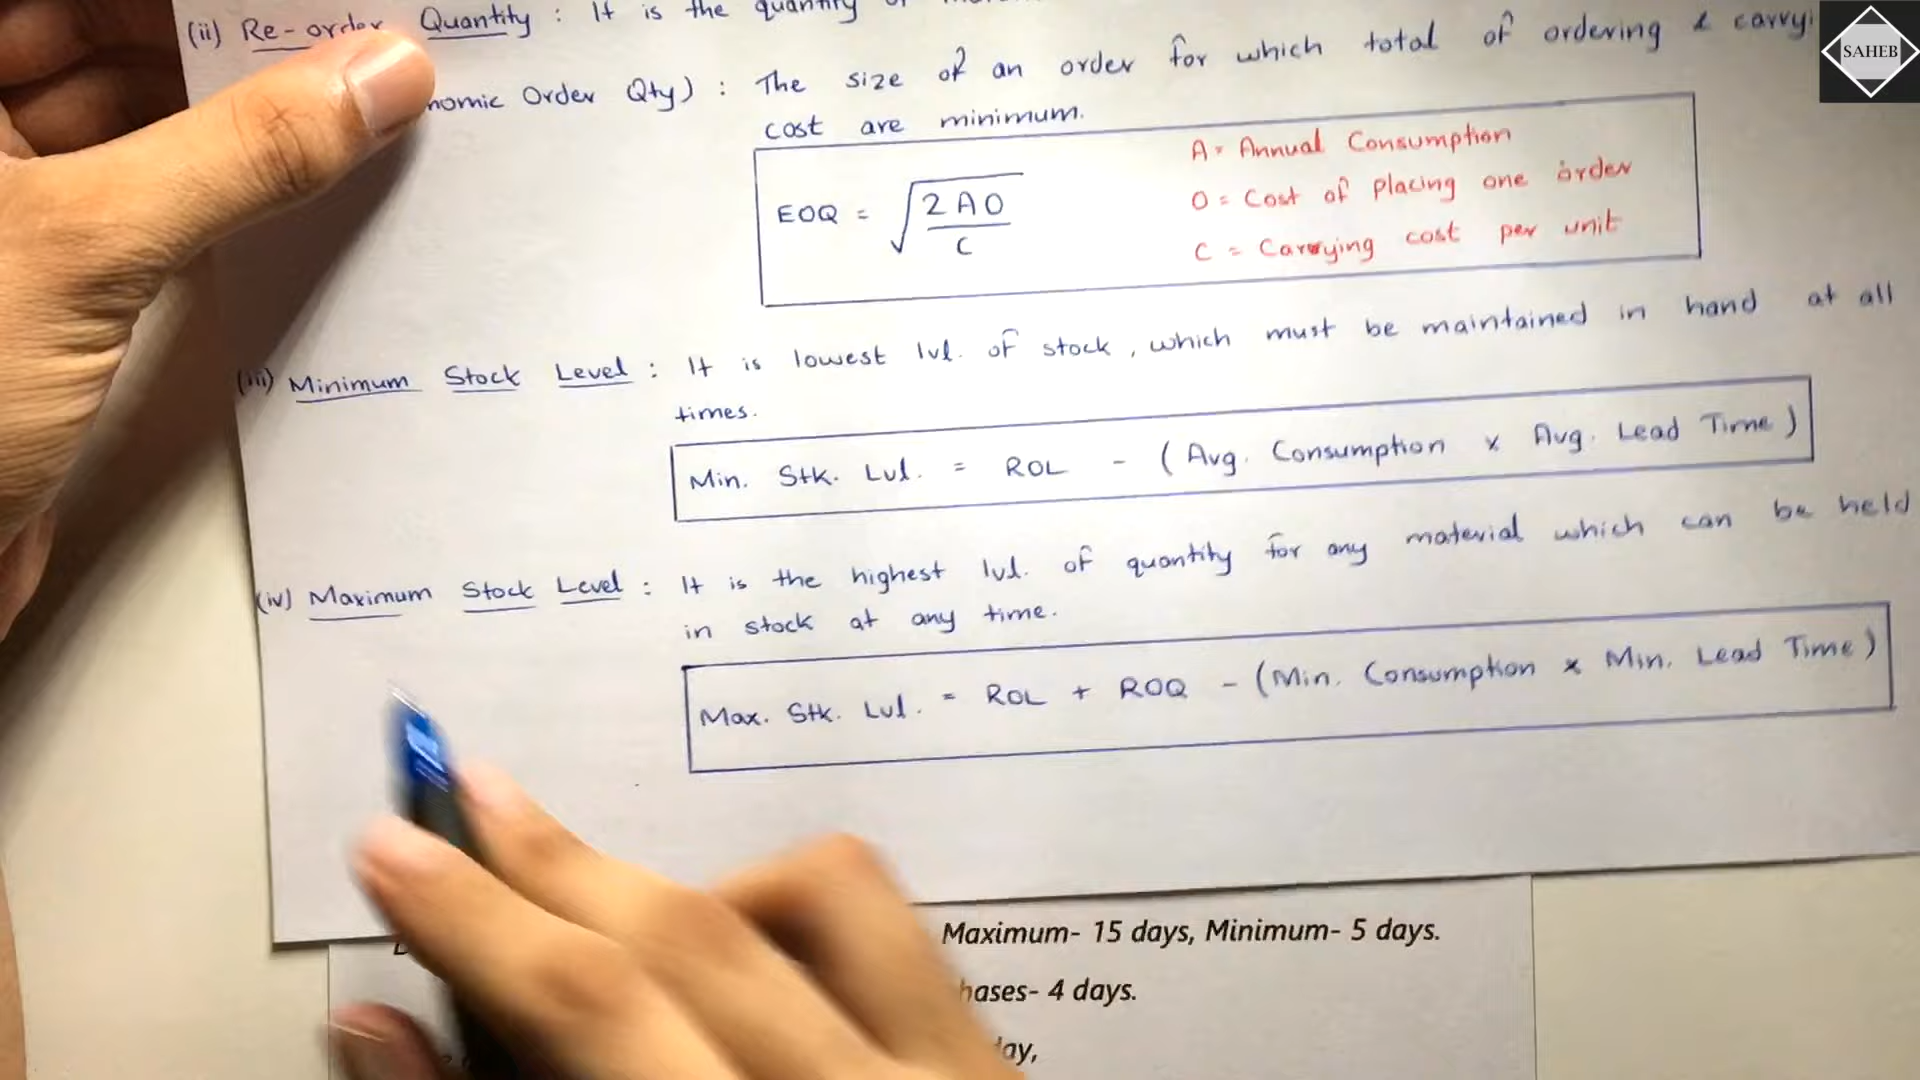 (ii) Re-order Quantity : It is the quantity
SAHEB
nomic Order Qty) : The size of an order for which total of ordering & carryi
cost are minimum.
EOQ = √2AO/C
A = Annual Consumption
O = Cost of placing one order
C = Carrying cost per unit
(iii) Minimum Stock Level : It is lowest lvl. of stock, which must be maintained in hand at all
times.
Min. Stk. Lvl. = ROL - (Avg. Consumption x Avg. Lead Time)
(iv) Maximum Stock Level : It is the highest lvl. of quantity for any material which can be held
in stock at any time.
Max. Stk. Lvl. = ROL + ROQ - (Min. Consumption x Min. Lead Time)
Maximum- 15 days, Minimum- 5 days.
hases- 4 days.
ay,